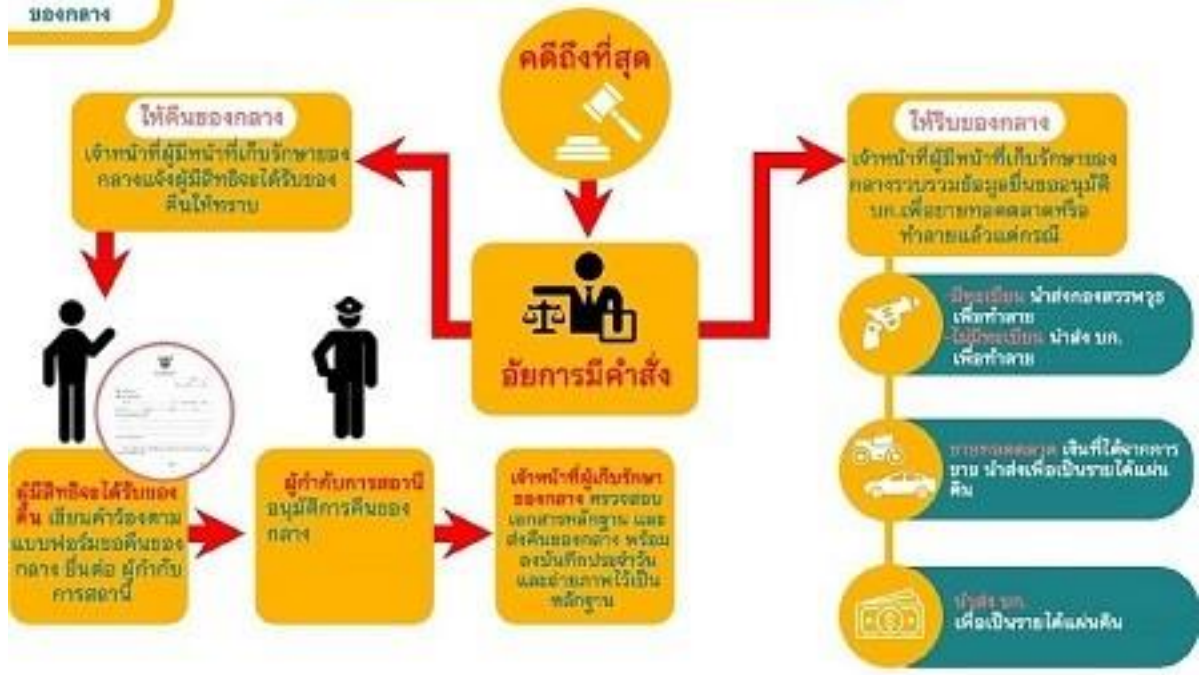 ของกลาง
คดีถึงที่สุด
ให้คืนของกลาง
เจ้าหน้าที่ผู้มีหน้าที่เก็บรักษาของ
กลางแจ้งผู้มีสิทธิจะได้รับของ
คืนให้ทราบ
ให้ริบของกลาง
เจ้าหน้าที่ผู้มีหน้าที่เก็บรักษาของ
กลางรวบรวมข้อมูลยื่นขออนุมัติ
บก.เพื่อขายทอดตลาดหรือ
ทำลายแล้วแต่กรณี
อัยการมีคำสั่ง
-มีทะเบียน นำส่งกองสรรพาวุธ
เพื่อทำลาย
-ไม่มีทะเบียน นำส่ง บก.
เพื่อทำลาย
ขายทอดตลาด เงินที่ได้จากการ
ขาย นำส่งเพื่อเป็นรายได้แผ่น
ดิน
นำส่ง บก.
เพื่อเป็นรายได้แผ่นดิน
ผู้มีสิทธิจะได้รับของ
คืน เขียนคำร้องตาม
แบบฟอร์มขอคืนของ
กลาง ยื่นต่อ ผู้กำกับ
การสถานี
ผู้กำกับการสถานี
อนุมัติการคืนของ
กลาง
เจ้าหน้าที่ผู้เก็บรักษา
ของกลาง ตรวจสอบ
เอกสารหลักฐาน และ
ส่งคืนของกลาง พร้อม
ลงบันทึกประจำวัน
และถ่ายภาพไว้เป็น
หลักฐาน